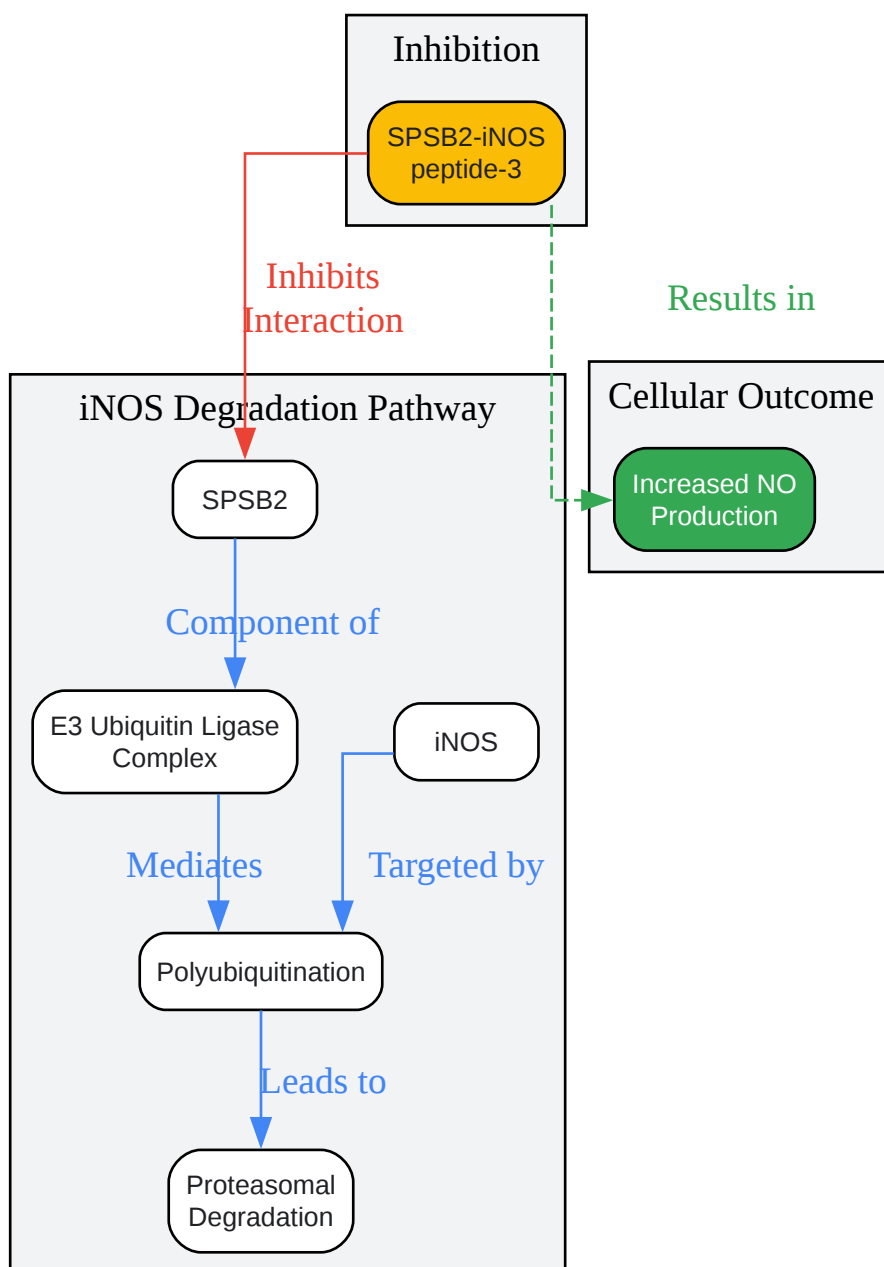 Inhibition
SPSB2-iNOS
peptide-3
Inhibits
Interaction
Results in
iNOS Degradation Pathway
Cellular Outcome
SPSB2
Increased NO
Production
Component of
E3 Ubiquitin Ligase
Complex
iNOS
Mediates
Targeted by
Polyubiquitination
Leads to
Proteasomal
Degradation